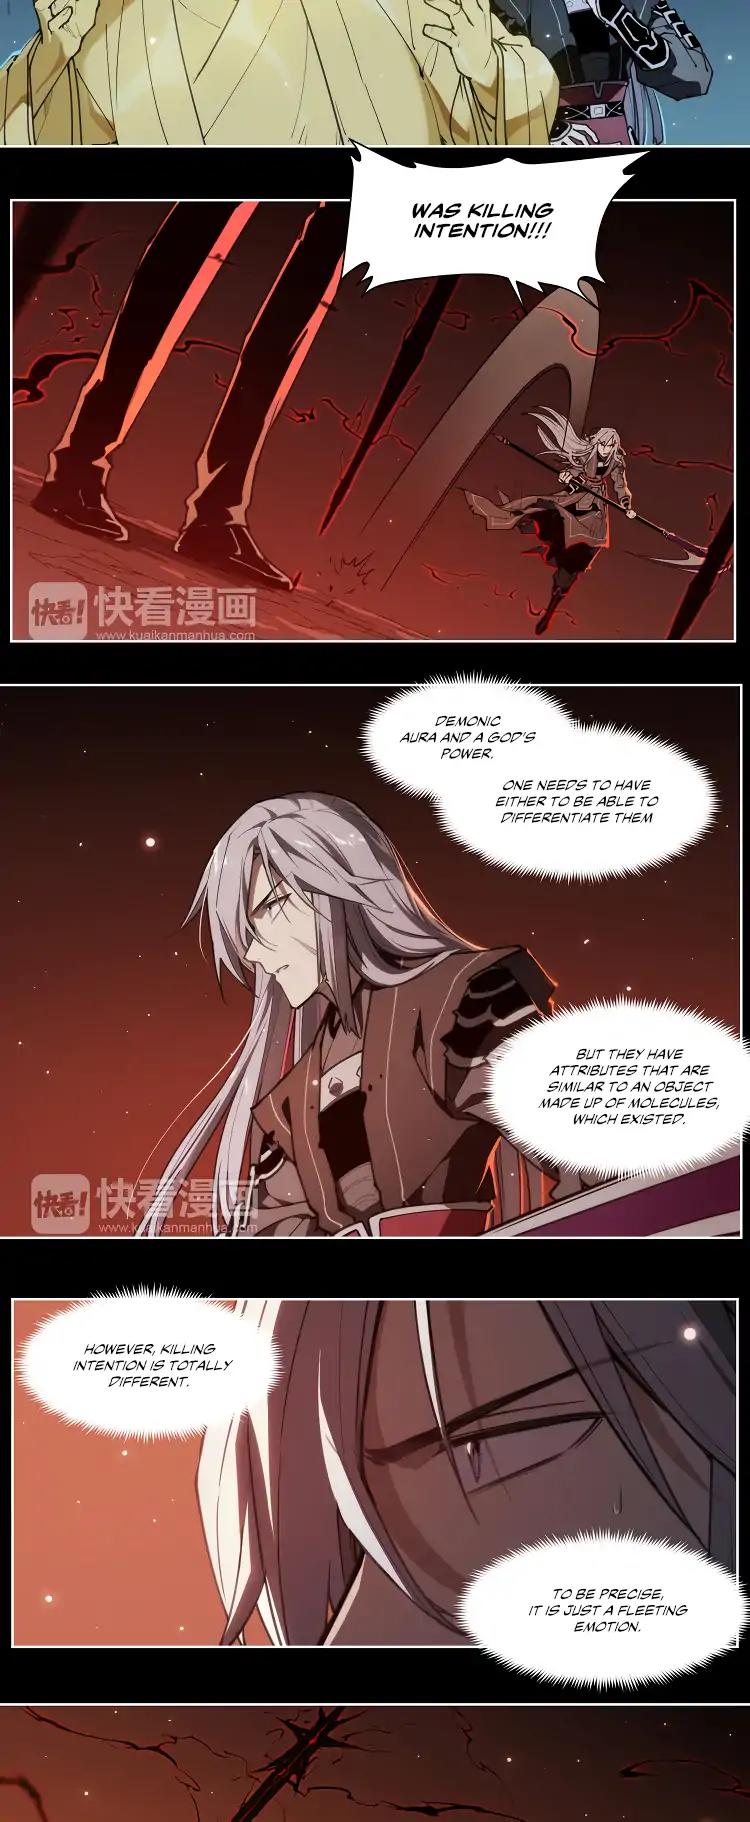 WAS KILLING
INTENTION!!!
快看! 快看漫画
www.kuaikanmanhua.com
DEMONIC
AURA AND A GOD'S
POWER.
ONE NEEDS TO HAVE
EITHER TO BE ABLE TO
DIFFERENTIATE THEM
BUT THEY HAVE
ATTRIBUTES THAT ARE
SIMILAR TO AN OBJECT
MADE UP OF MOLECULES,
WHICH EXISTED.
快看! 快看漫画
www.kuaikanmanhua.com
HOWEVER, KILLING
INTENTION IS TOTALLY
DIFFERENT.
TO BE PRECISE,
IT IS JUST A FLEETING
EMOTION.